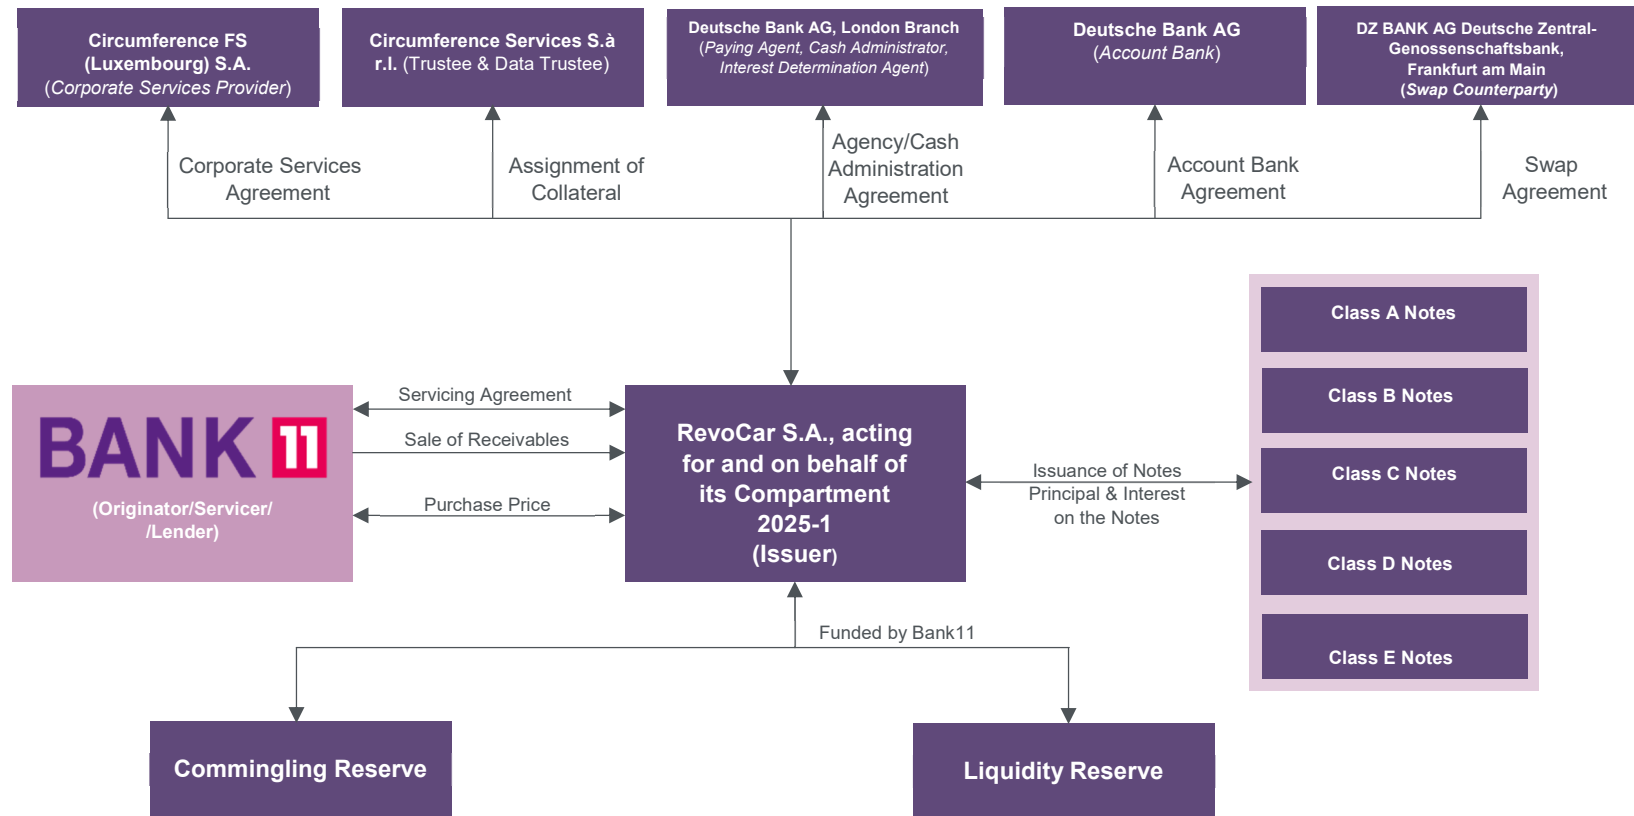 Circumference FS
(Luxembourg) S.A.
(Corporate Services Provider)
Circumference Services S.à
r.l. (Trustee & Data Trustee)
Deutsche Bank AG, London Branch
(Paying Agent, Cash Administrator,
Interest Determination Agent)
Deutsche Bank AG
(Account Bank)
DZ BANK AG Deutsche Zentral-
Genossenschaftsbank,
Frankfurt am Main
(Swap Counterparty)
Corporate Services
Agreement
Assignment of
Collateral
Agency/Cash
Administration
Agreement
Account Bank
Agreement
Swap
Agreement
BANK 11
(Originator/Servicer/
/Lender)
Servicing Agreement
Sale of Receivables
Purchase Price
RevoCar S.A., acting
for and on behalf of
its Compartment
2025-1
(Issuer)
Issuance of Notes
Principal & Interest
on the Notes
Class A Notes
Class B Notes
Class C Notes
Class D Notes
Class E Notes
Funded by Bank11
Commingling Reserve
Liquidity Reserve